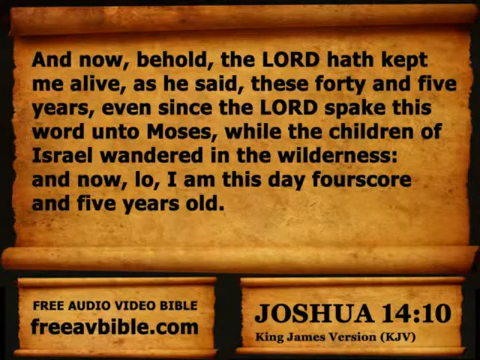 And now, behold, the LORD hath kept
me alive, as he said, these forty and five
years, even since the LORD spake this
word unto Moses, while the children of
Israel wandered in the wilderness:
and now, lo, I am this day fourscore
and five years old.
FREE AUDIO VIDEO BIBLE
freeavbible.com
JOSHUA 14:10
King James Version (KJV)